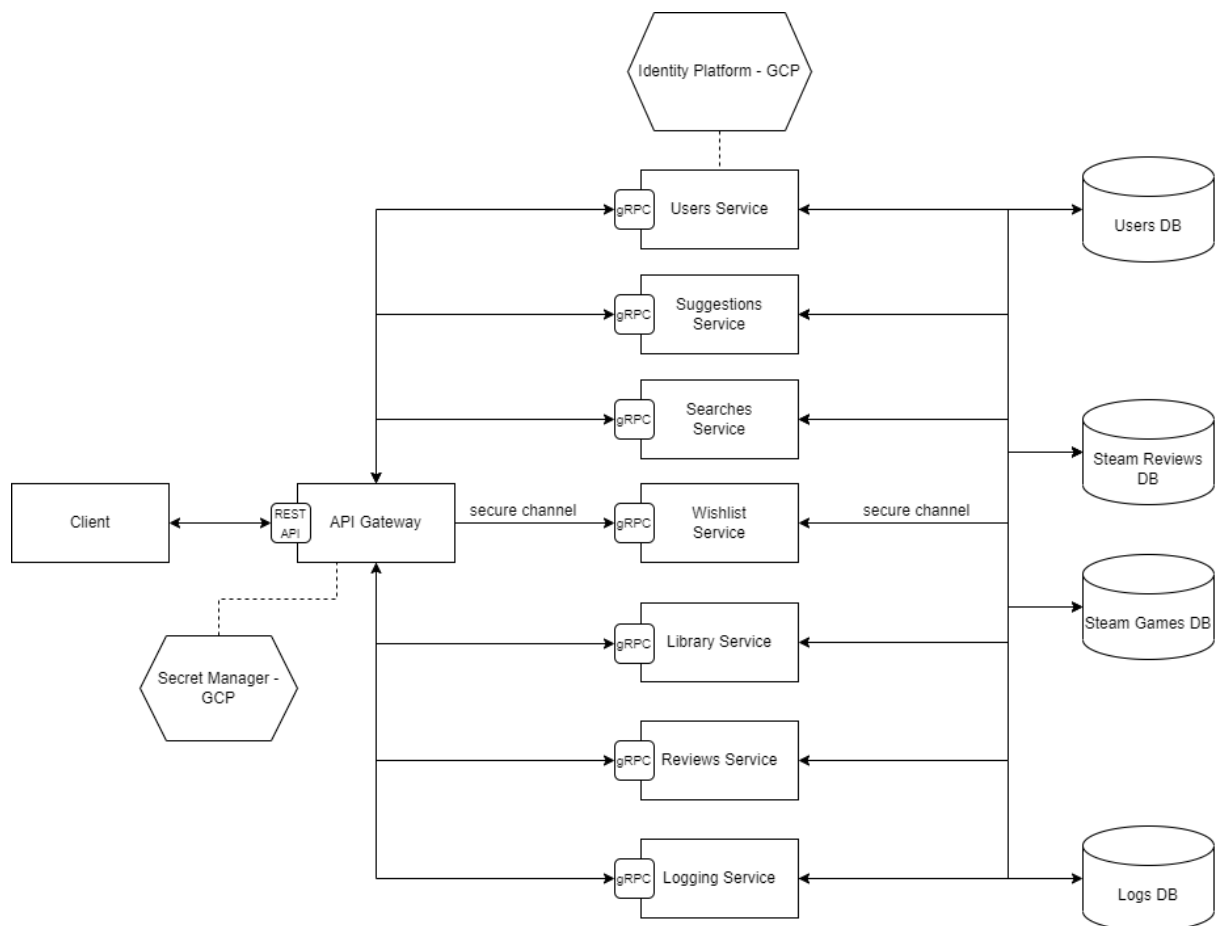 Identity Platform - GCP
gRPC
Users Service
Users DB
gRPC
Suggestions
Service
gRPC
Searches
Service
Steam Reviews
DB
Client
REST
API
API Gateway
secure channel
gRPC
Wishlist
Service
secure channel
Steam Games DB
gRPC
Library Service
Secret Manager -
GCP
gRPC
Reviews Service
gRPC
Logging Service
Logs DB